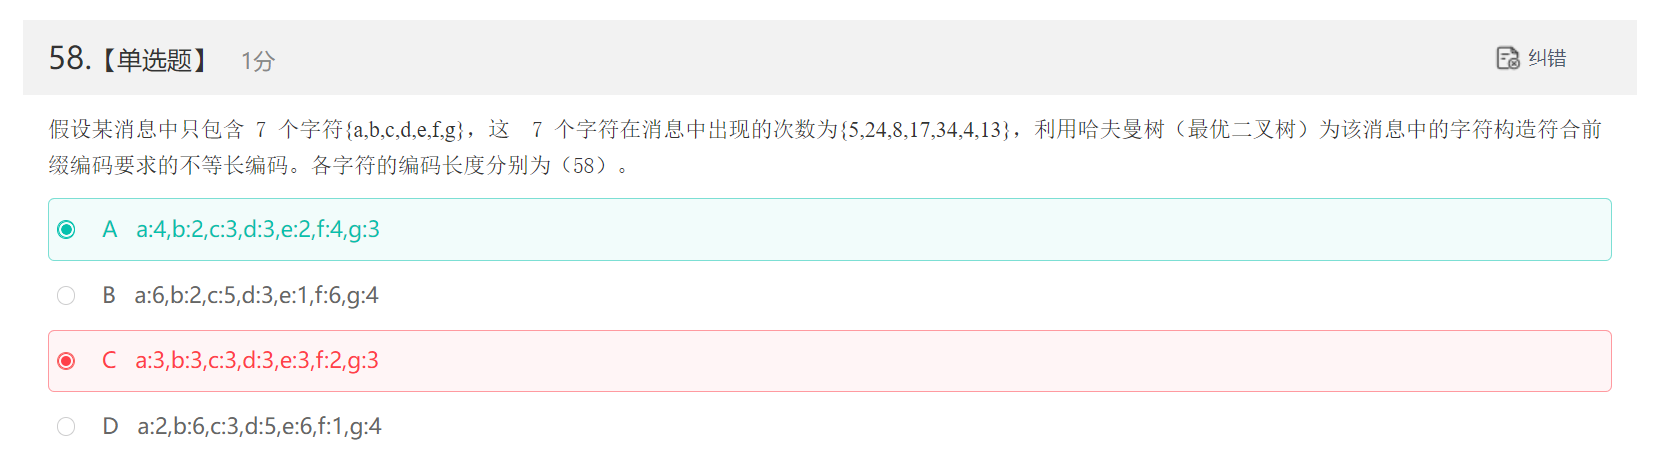 58.【单选题】 1分 纠错
假设某消息中只包含 7 个字符{a,b,c,d,e,f,g}，这 7 个字符在消息中出现的次数为{5,24,8,17,34,4,13}，利用哈夫曼树（最优二叉树）为该消息中的字符构造符合前
缀编码要求的不等长编码。各字符的编码长度分别为（58）。
A a:4,b:2,c:3,d:3,e:2,f:4,g:3
B a:6,b:2,c:5,d:3,e:1,f:6,g:4
C a:3,b:3,c:3,d:3,e:3,f:2,g:3
D a:2,b:6,c:3,d:5,e:6,f:1,g:4